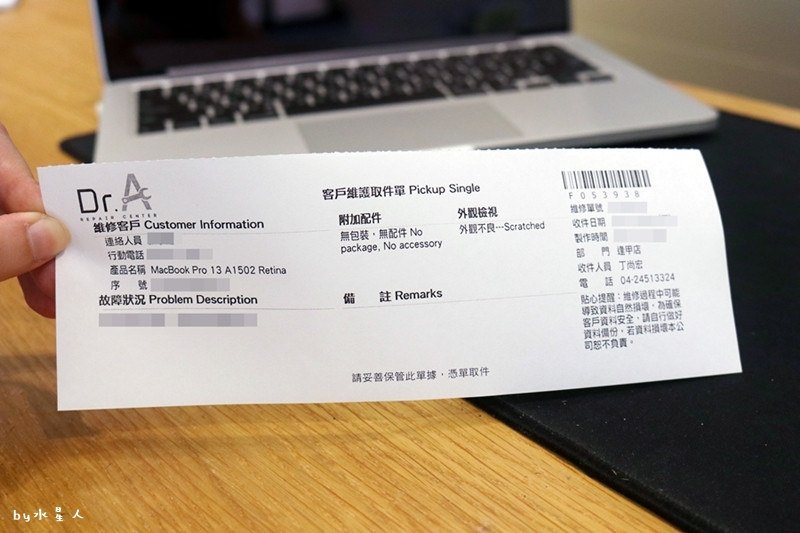 Dr.A
REPAIR CENTER
客戶維護取件單 Pickup Single
F053938
維修客戶 Customer Information
連絡人員
行動電話
產品名稱 MacBook Pro 13 A1502 Retina
序 號
故障狀況 Problem Description
附加配件
無包裝，無配件 No
package, No accessory
外觀檢視
外觀不良…Scratched
備 註 Remarks
維修單號
收件日期
製作時間
部 門 逢甲店
收件人員 丁尚宏
電 話 04-24513324
貼心提醒：維修過程中可能
導致資料自然損壞，為確保
客戶資料安全，請自行做好
資料備份，若資料損壞本公
司恕不負責。
請妥善保管此單據，憑單取件
by水星人